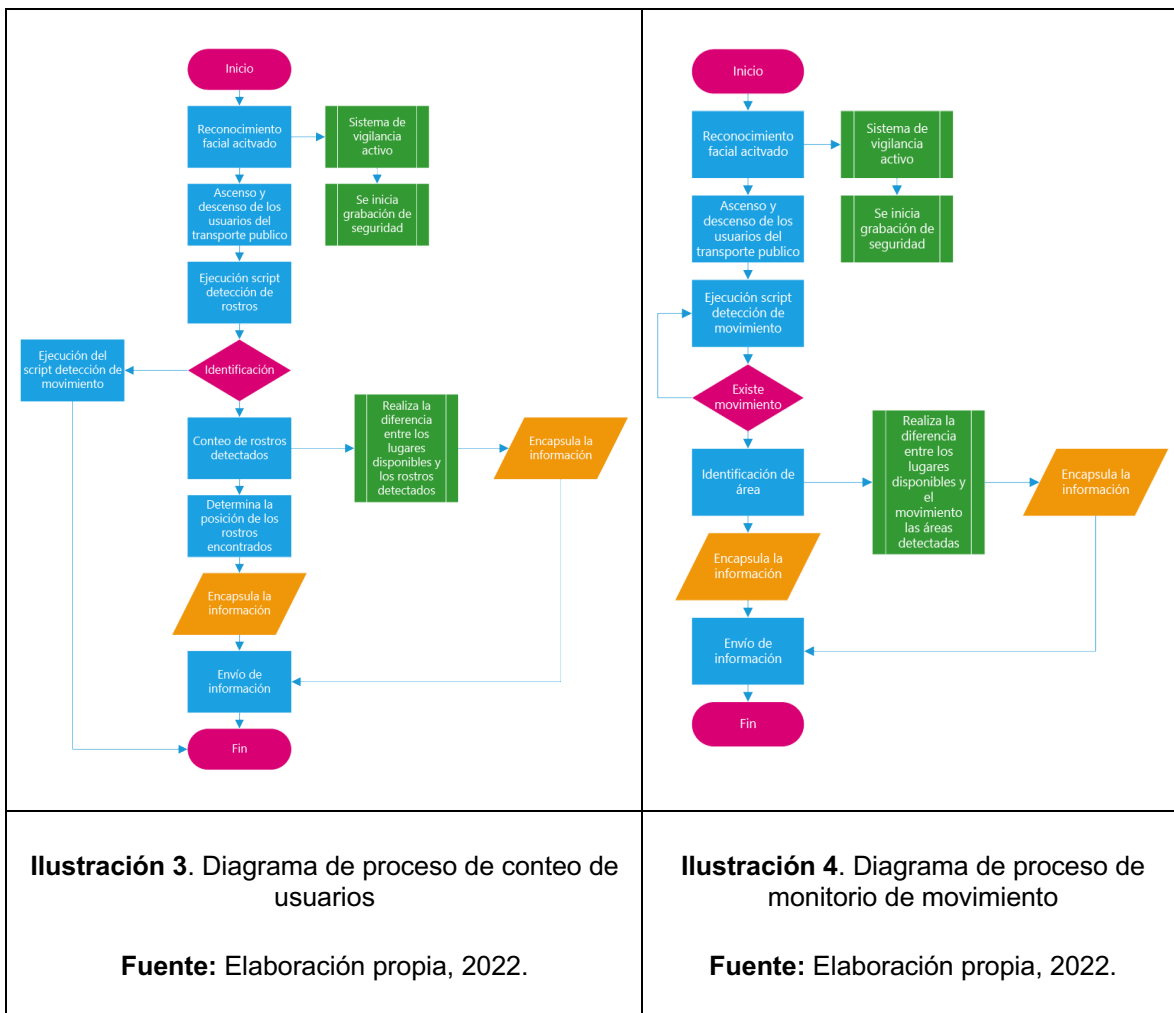 Inicio
Reconocimiento
facial acitvado
Sistema de
vigilancia
activo
Ascenso y
descenso de los
usuarios del
transporte publico
Se inicia
grabación de
seguridad
Ejecución script
detección de
rostros
Ejecución del
script detección de
movimiento
Identificación
Conteo de rostros
detectados
Realiza la
diferencia
entre los
lugares
disponibles y
los rostros
detectados
Encapsula la
información
Determina la
posición de los
rostros
encontrados
Encapsula la
información
Envío de
información
Fin
Inicio
Reconocimiento
facial acitvado
Sistema de
vigilancia
activo
Ascenso y
descenso de los
usuarios del
transporte publico
Se inicia
grabación de
seguridad
Ejecución script
detección de
movimiento
Existe
movimiento
Identificación de
área
Realiza la
diferencia
entre los
lugares
disponibles y
el
movimiento
las áreas
detectadas
Encapsula la
información
Encapsula la
información
Envío de
información
Fin
Ilustración 3. Diagrama de proceso de conteo de
usuarios
Fuente: Elaboración propia, 2022.
Ilustración 4. Diagrama de proceso de
monitorio de movimiento
Fuente: Elaboración propia, 2022.